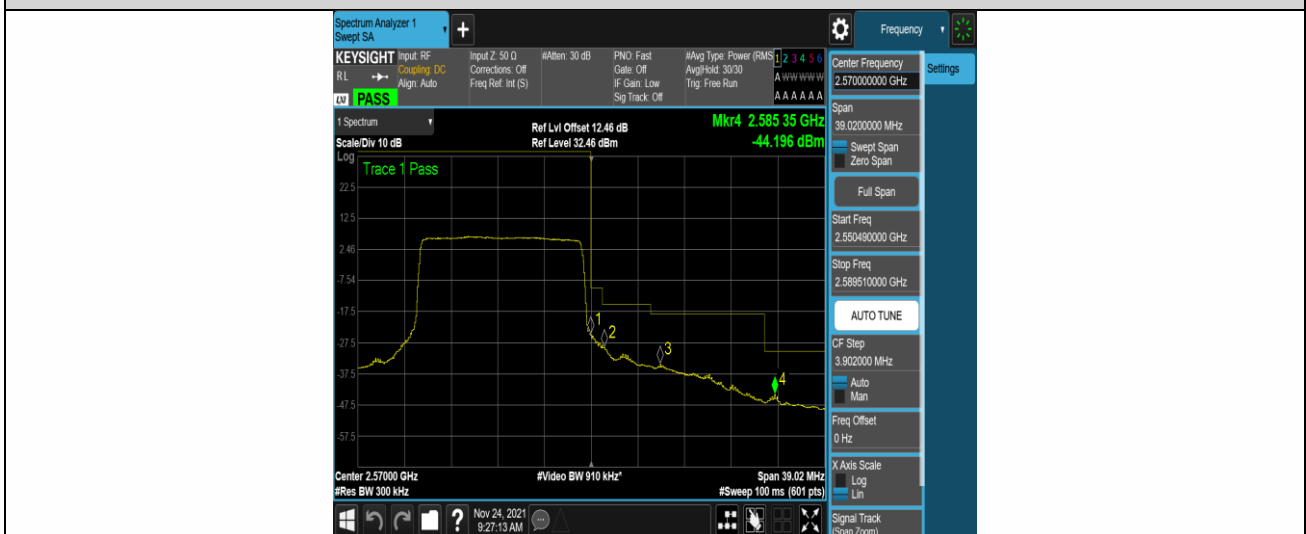 Spectrum Analyzer 1
Swept SA
Frequency
KEYSIGHT
RL
LXI PASS
Input: RF
Coupling: DC
Align: Auto
Input Z: 50 Ω
Corrections: Off
Freq Ref: Int (S)
#Atten: 30 dB
PNO: Fast
Gate: Off
IF Gain: Low
Sig Track: Off
#Avg Type: Power (RMS
Avg|Hold: 30/30
Trig: Free Run
1 2 3 4 5 6
A W W W W W
A A A A A A
1 Spectrum
Scale/Div 10 dB
Ref Lvl Offset 12.46 dB
Ref Level 32.46 dBm
Mkr4 2.585 35 GHz
-44.196 dBm
Log
Trace 1 Pass
22.5
12.5
2.46
-7.54
-17.5
-27.5
-37.5
-47.5
-57.5
1
2
3
4
Center 2.57000 GHz
#Video BW 910 kHz*
Span 39.02 MHz
#Res BW 300 kHz
#Sweep 100 ms (601 pts)
Center Frequency
2.570000000 GHz
Settings
Span
39.0200000 MHz
Swept Span
Zero Span
Full Span
Start Freq
2.550490000 GHz
Stop Freq
2.589510000 GHz
AUTO TUNE
CF Step
3.902000 MHz
Auto
Man
Freq Offset
0 Hz
X Axis Scale
Log
Lin
Signal Track
(Span Zoom)
?
Nov 24, 2021
9:27:13 AM